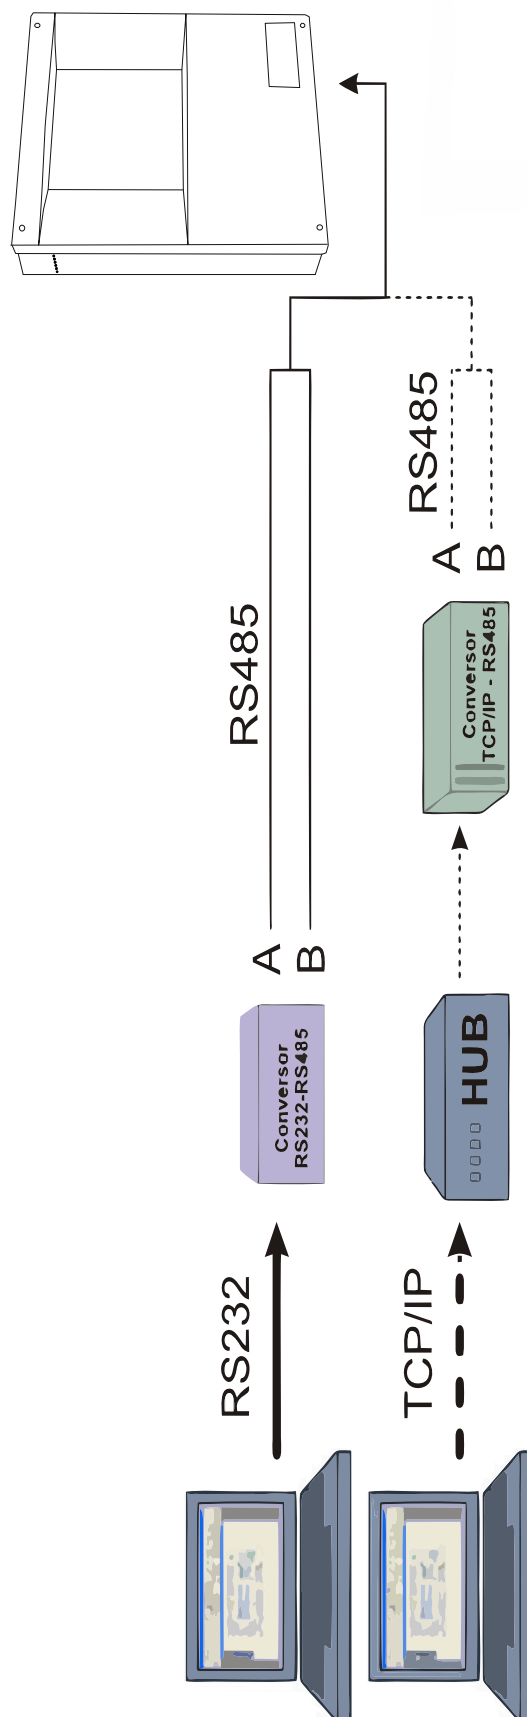 RS232
Conversor
RS232-RS485
A
B
RS485
TCP/IP
HUB
Conversor
TCP/IP - RS485
A
B
RS485